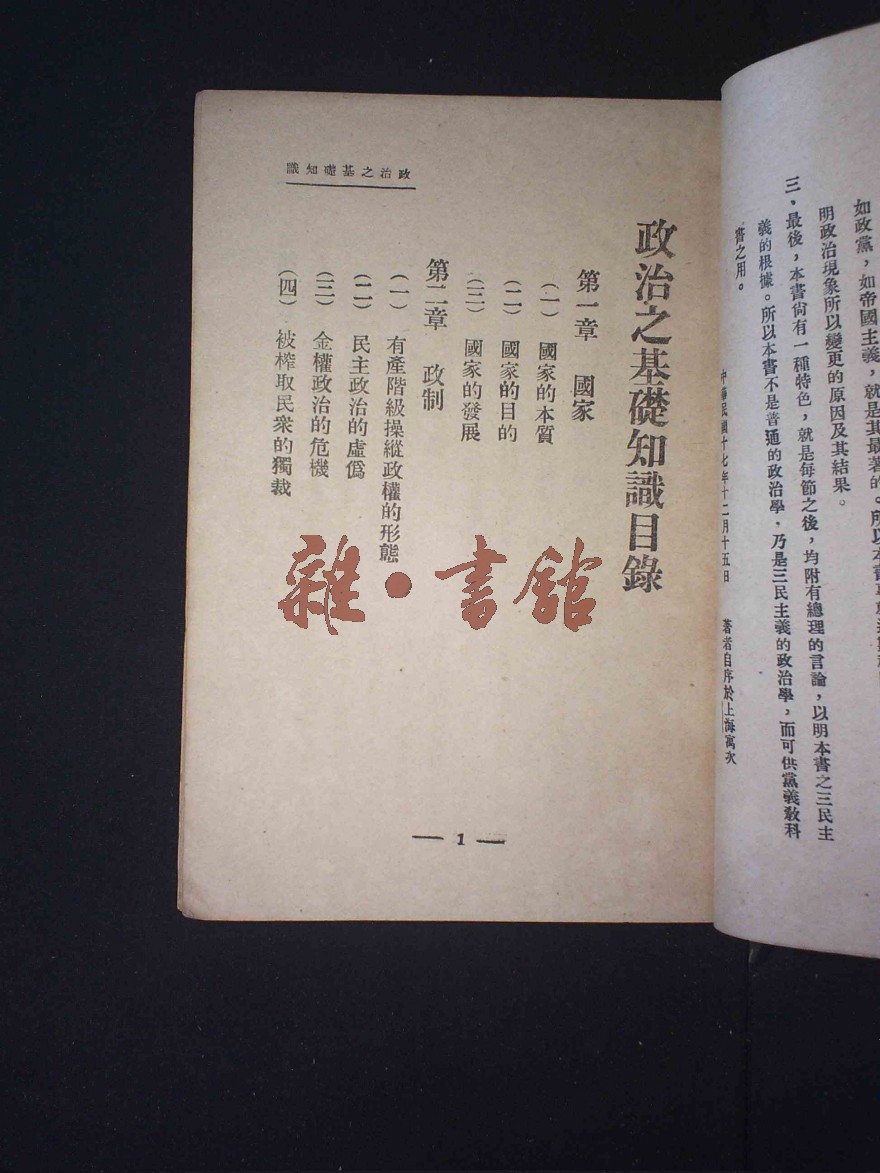 如政黨，如帝國主義，就是其最著的。所以本書
明政治現象所以變更的原因及其結果。
三、最後，本書尙有一種特色，就是每節之後，均附有總理的言論，以明本書之三民主
義的根據。所以本書不是普通的政治學，乃是三民主義的政治學，而可供黨義敎科
書之用。
中華民國十七年十二月十五日　著者自序於上海寓次
政治之基礎知識
政治之基礎知識目錄
第一章　國家
（一）國家的本質
（二）國家的目的
（三）國家的發展
第二章　政制
（一）有產階級操縱政權的形態
（二）民主政治的虛僞
（三）金權政治的危機
（四）被榨取民衆的獨裁
雜·書舘
— 1 —